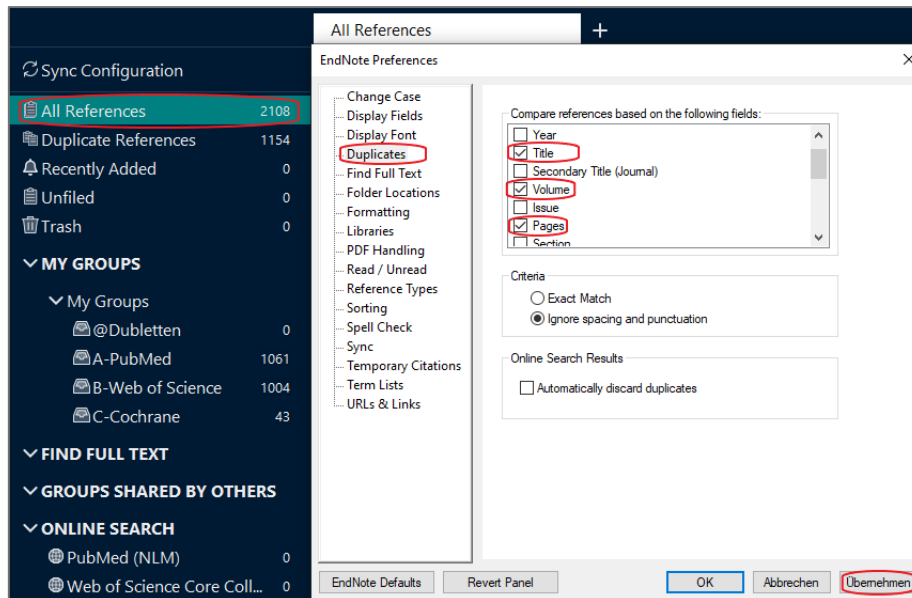 All References
+
Sync Configuration
All References 2108
Duplicate References 1154
Recently Added 0
Unfiled 0
Trash 0
MY GROUPS
My Groups
@Dubletten 0
A-PubMed 1061
B-Web of Science 1004
C-Cochrane 43
FIND FULL TEXT
GROUPS SHARED BY OTHERS
ONLINE SEARCH
PubMed (NLM) 0
Web of Science Core Coll... 0
EndNote Preferences
Change Case
Display Fields
Display Font
Duplicates
Find Full Text
Folder Locations
Formatting
Libraries
PDF Handling
Read / Unread
Reference Types
Sorting
Spell Check
Sync
Temporary Citations
Term Lists
URLs & Links
Compare references based on the following fields:
Year
Title
Secondary Title (Journal)
Volume
Issue
Pages
Section
Criteria
Exact Match
Ignore spacing and punctuation
Online Search Results
Automatically discard duplicates
EndNote Defaults Revert Panel OK Abbrechen Übernehmen